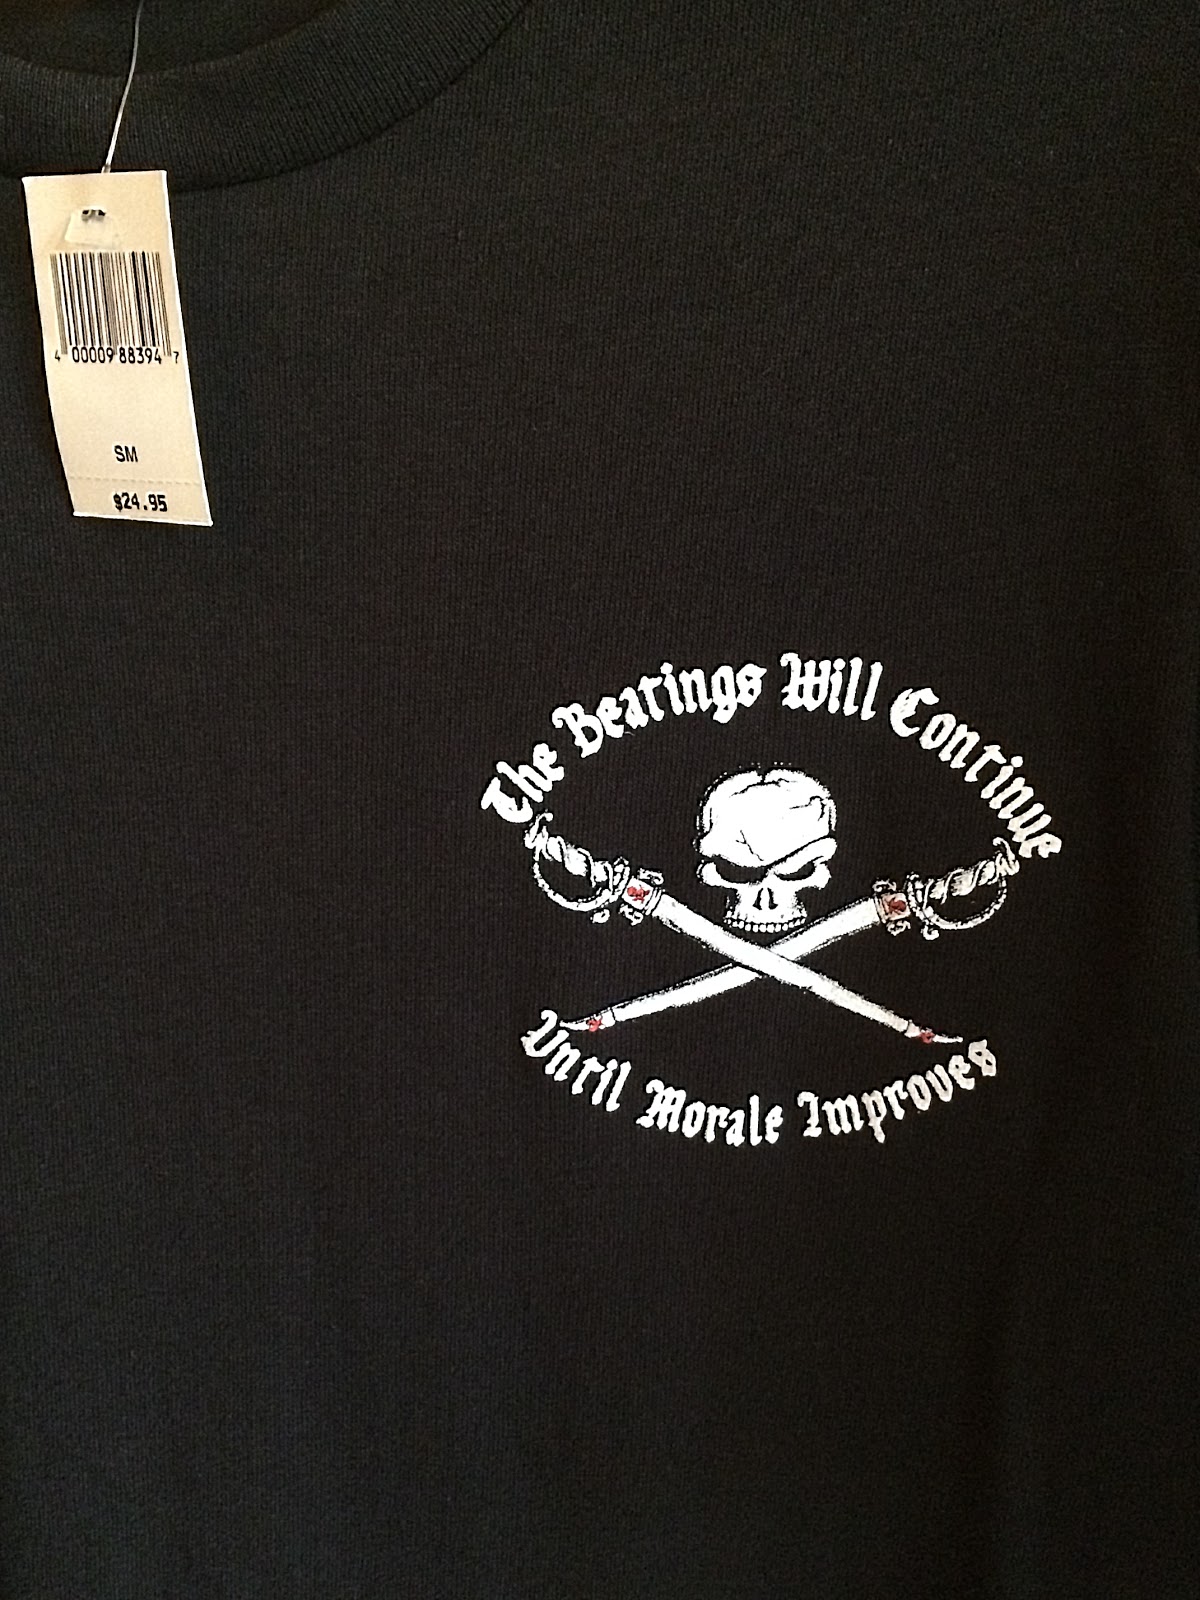 4 00009 88394 7
SM
$24.95
The Beatings Will Continue
Until Morale Improves